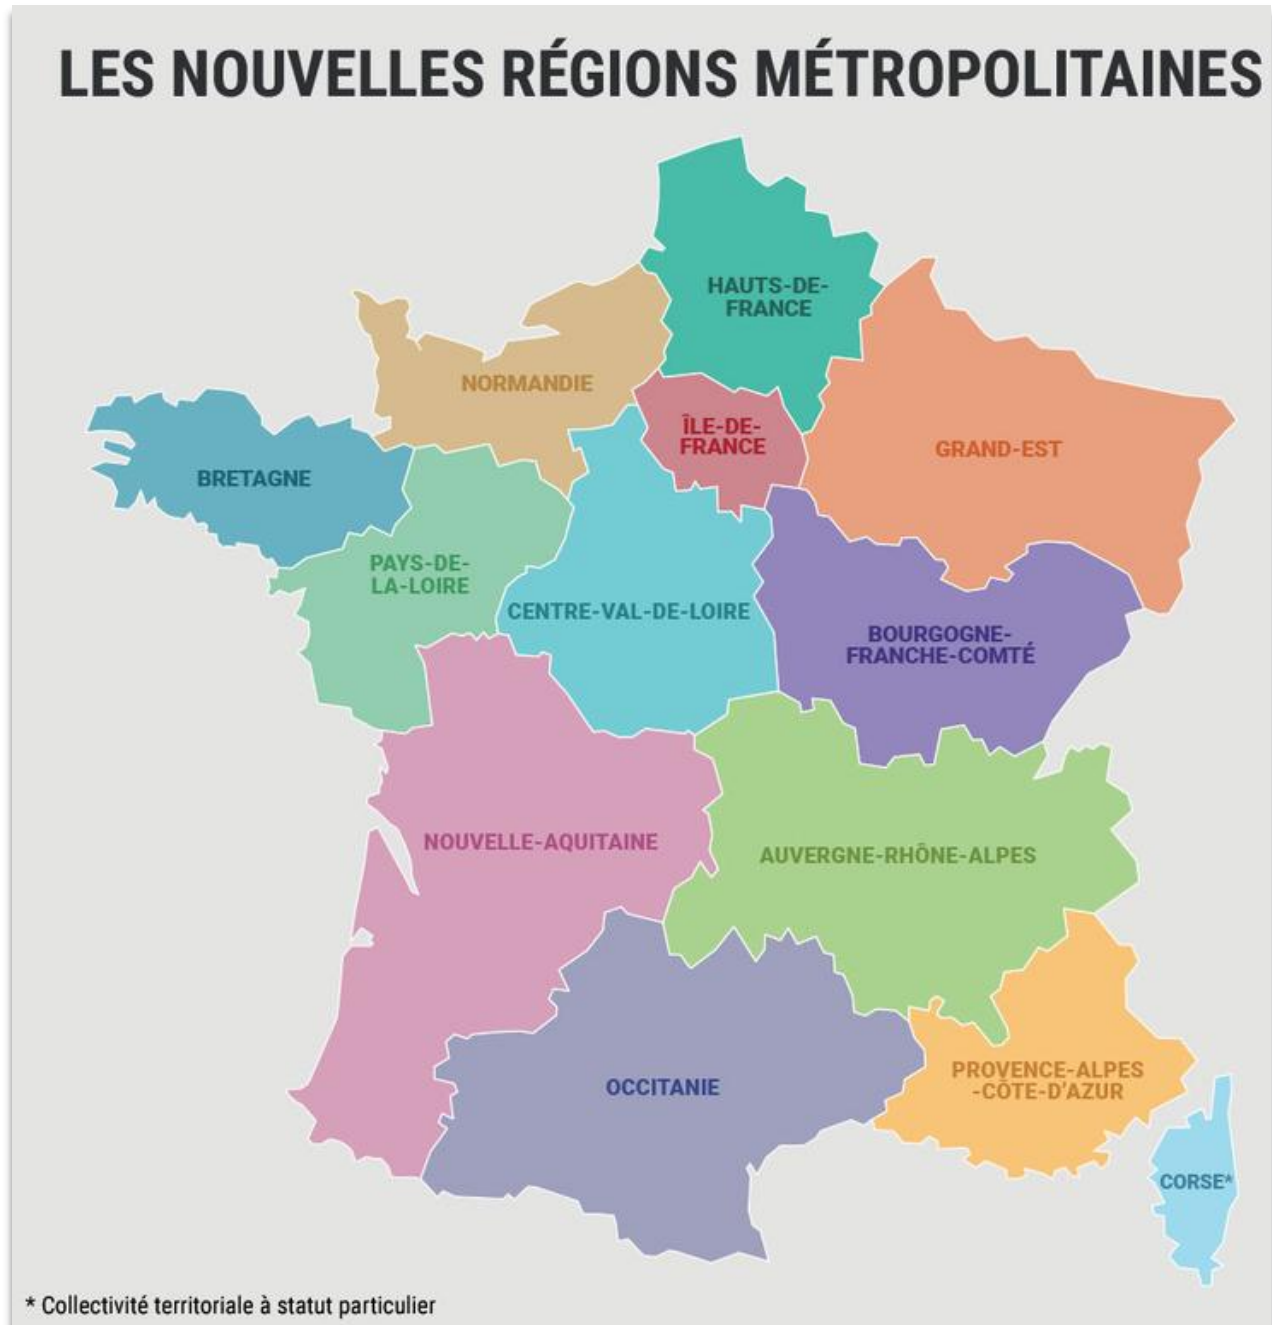 LES NOUVELLES RÉGIONS MÉTROPOLITAINES
HAUTS-DE-
FRANCE
NORMANDIE
ÎLE-DE-
FRANCE
GRAND-EST
BRETAGNE
PAYS-DE-
LA-LOIRE
CENTRE-VAL-DE-LOIRE
BOURGOGNE-
FRANCHE-COMTÉ
NOUVELLE-AQUITAINE
AUVERGNE-RHÔNE-ALPES
OCCITANIE
PROVENCE-ALPES
-CÔTE-D'AZUR
CORSE*
* Collectivité territoriale à statut particulier